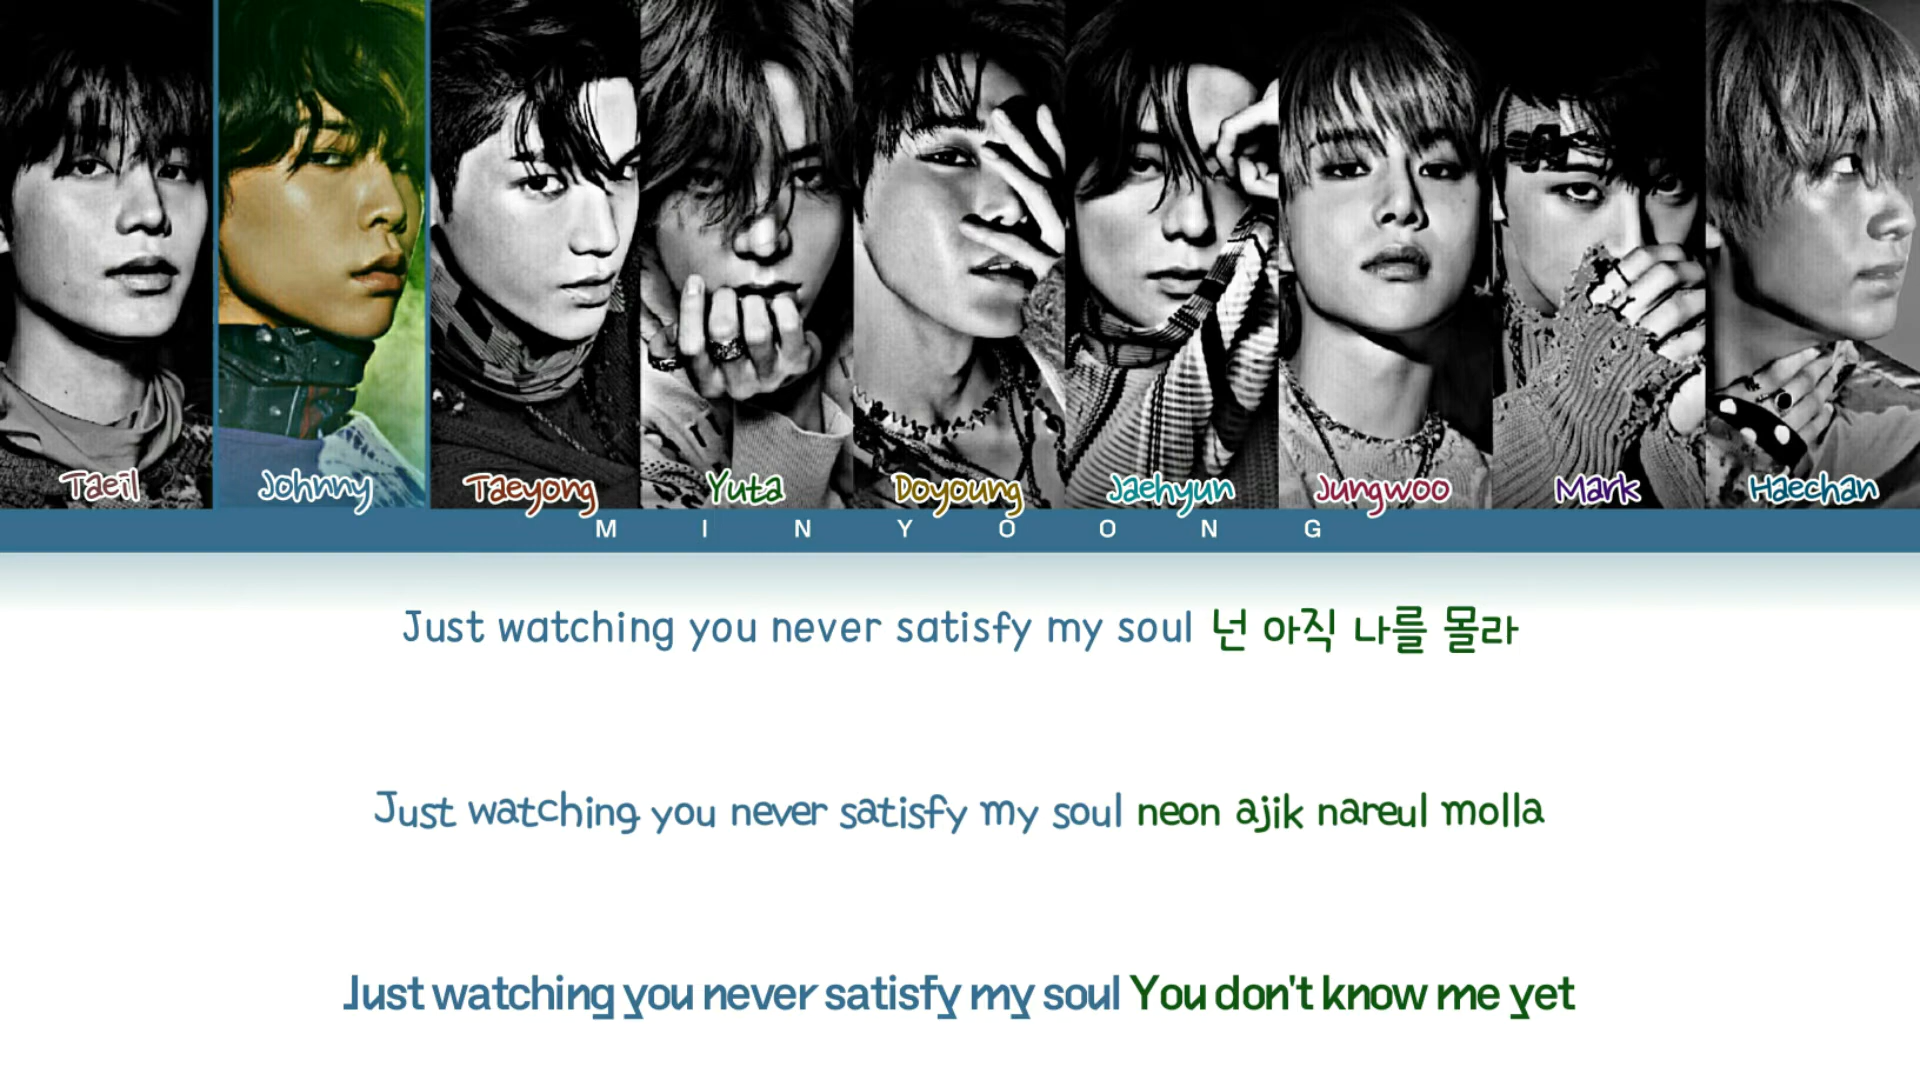 Taeil Johnny Taeyong Yuta Doyoung Jaehyun Jungwoo Mark Haechan
MINYOONG
Just watching you never satisfy my soul 넌 아직 나를 몰라
Just watching you never satisfy my soul neon ajik nareul molla
Just watching you never satisfy my soul You don't know me yet